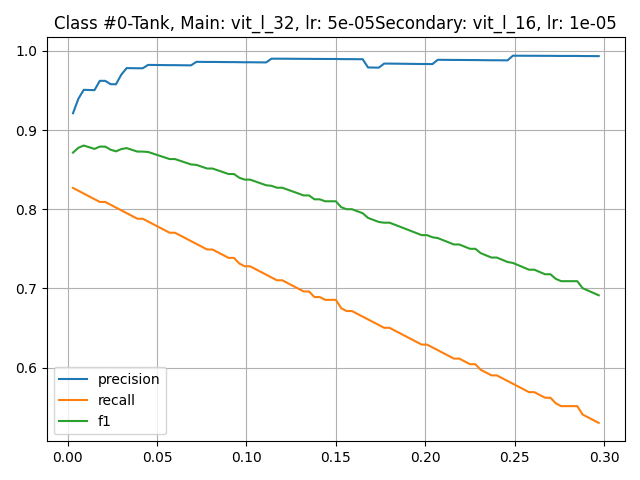 Class #0-Tank, Main: vit_l_32, lr: 5e-05Secondary: vit_l_16, lr: 1e-05
1.0
0.9
0.8
0.7
0.6
precision
recall
f1
0.00 0.05 0.10 0.15 0.20 0.25 0.30